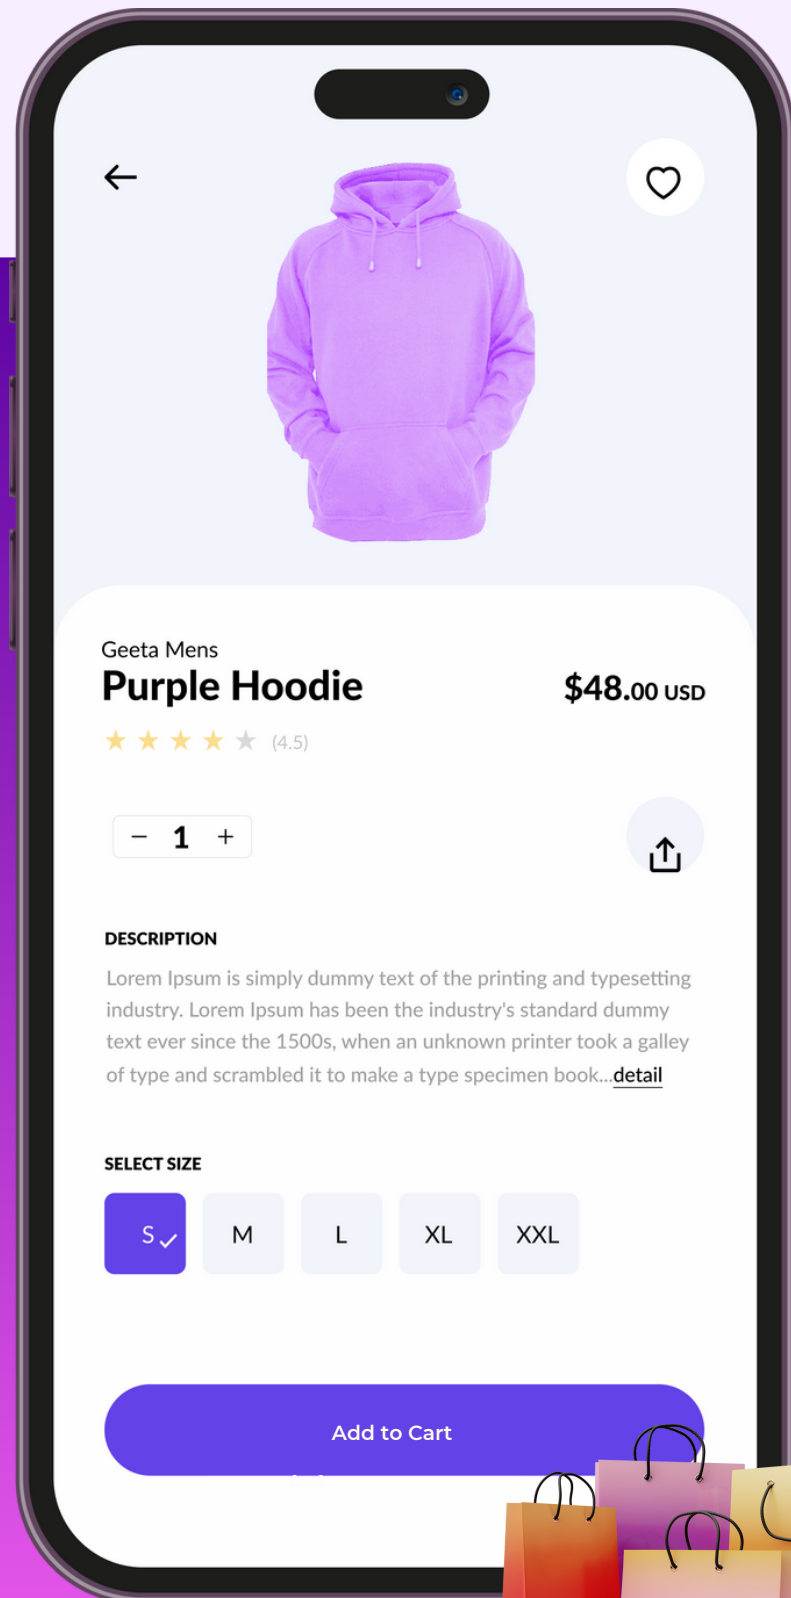 Geeta Mens
Purple Hoodie
$48.00 USD
(4.5)
− 1 +
DESCRIPTION
Lorem Ipsum is simply dummy text of the printing and typesetting
industry. Lorem Ipsum has been the industry's standard dummy
text ever since the 1500s, when an unknown printer took a galley
of type and scrambled it to make a type specimen book...detail
SELECT SIZE
S M L XL XXL
Add to Cart